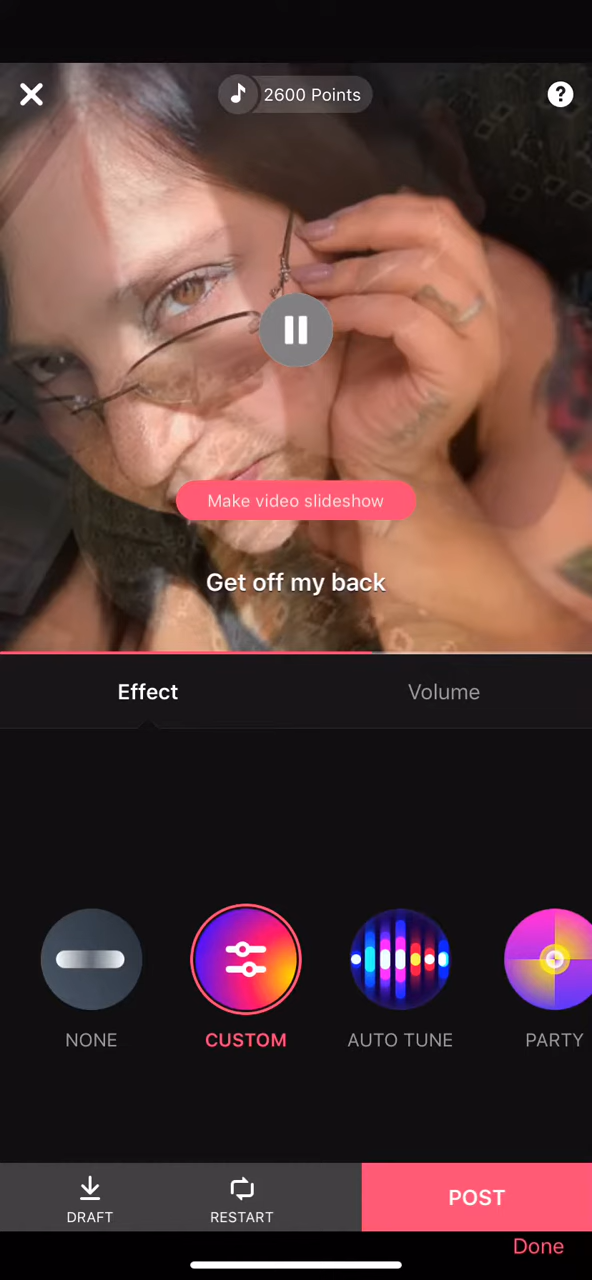 2600 Points
?
Make video slideshow
Get off my back
Effect
Volume
NONE
CUSTOM
AUTO TUNE
PARTY
DRAFT
RESTART
POST
Done